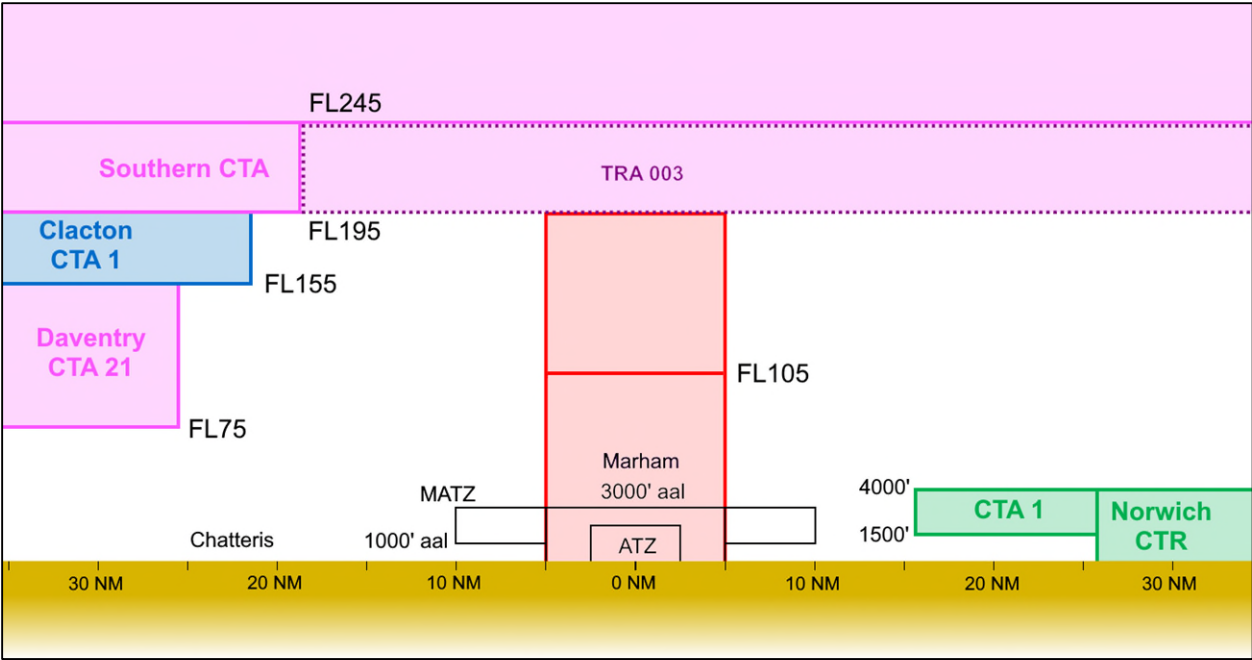 FL245
Southern CTA
TRA 003
Clacton
CTA 1
FL195
FL155
Daventry
CTA 21
FL105
FL75
Marham
MATZ
3000' aal
4000'
CTA 1
Norwich
CTR
Chatteris
1000' aal
ATZ
1500'
30 NM
20 NM
10 NM
0 NM
10 NM
20 NM
30 NM